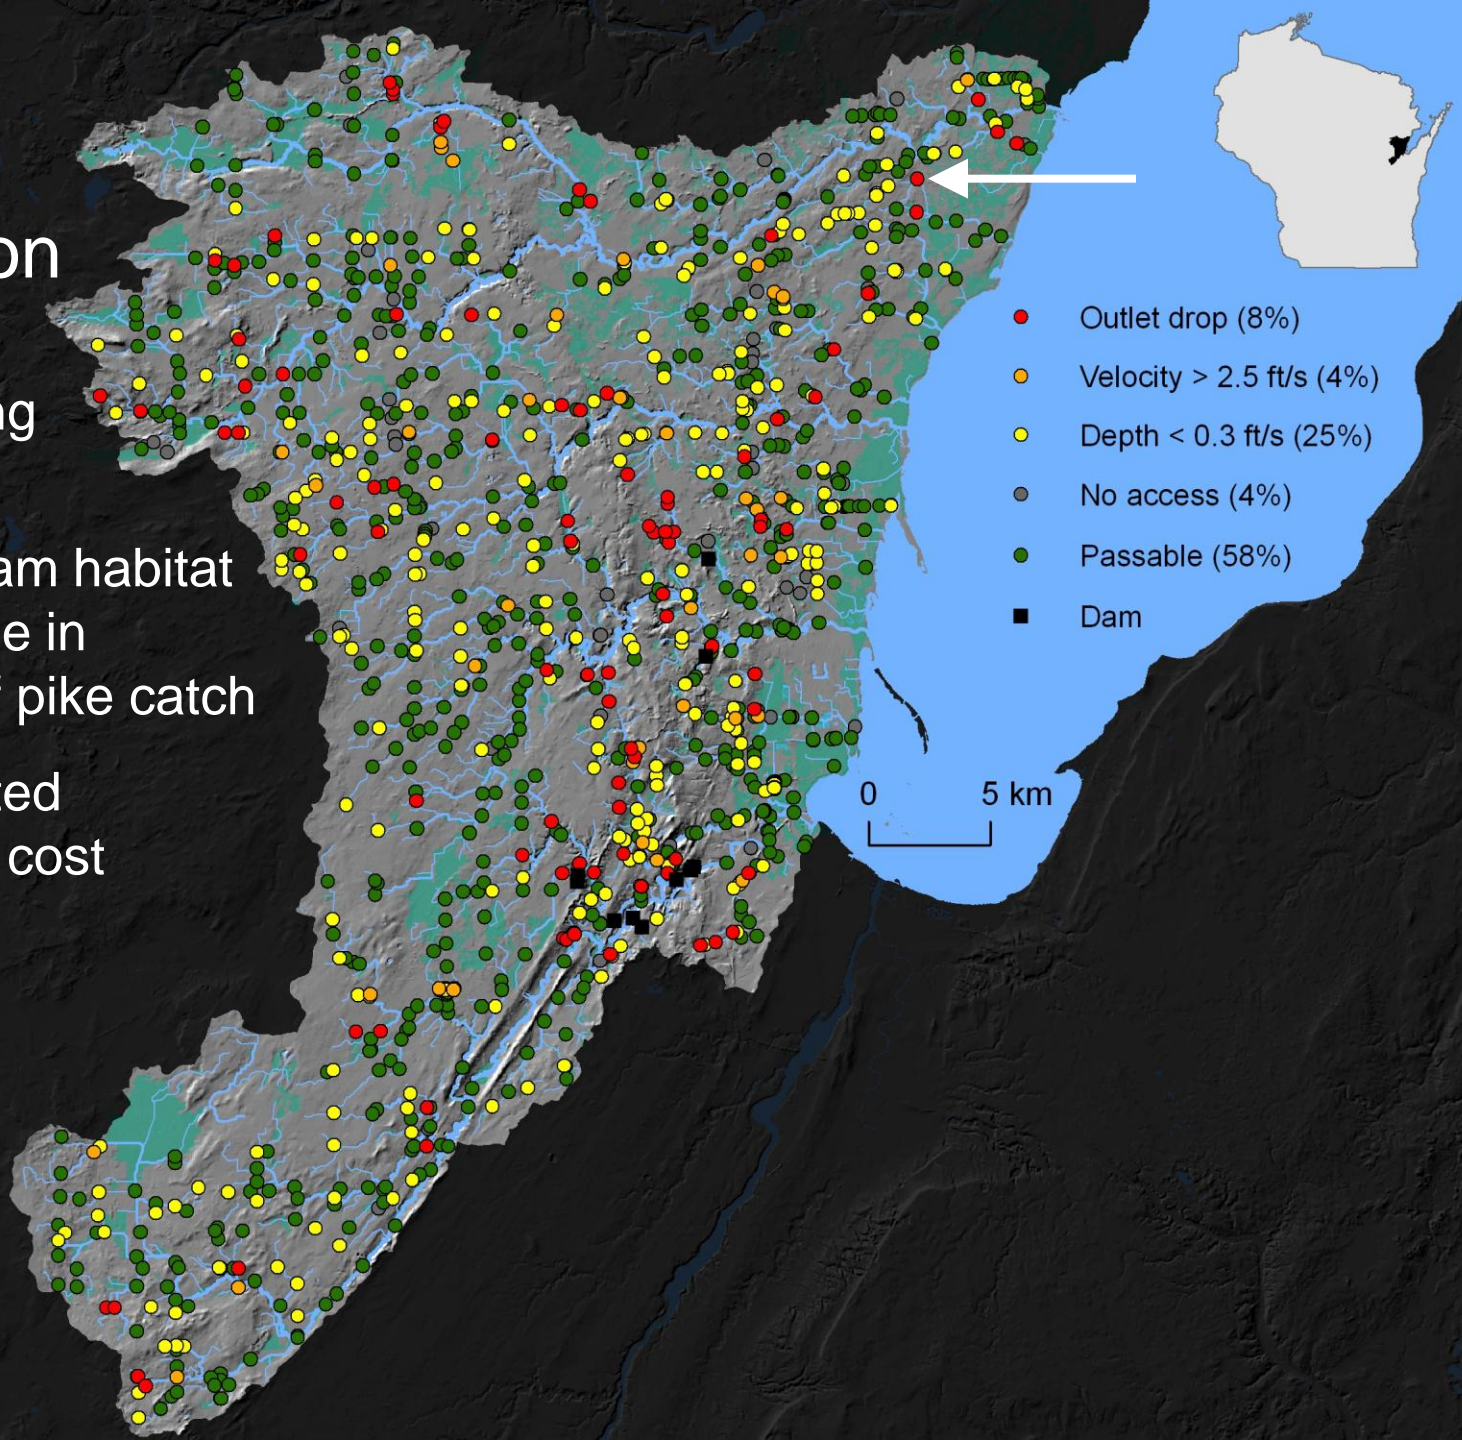 on
ng
am habitat
e in
f pike catch
ted
cost
Outlet drop (8%)
Velocity > 2.5 ft/s (4%)
Depth < 0.3 ft/s (25%)
No access (4%)
Passable (58%)
Dam
0 5 km